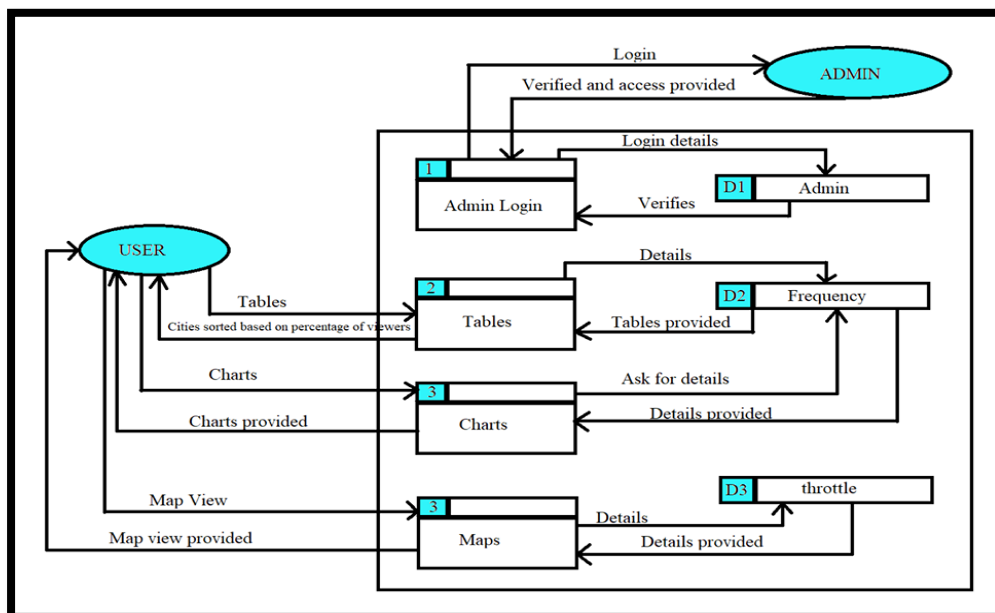 Login
ADMIN
Verified and access provided
Login details
1
D1
Admin
Admin Login
Verifies
USER
Details
Tables
2
D2
Frequency
Cities sorted based on percentage of viewers
Tables
Tables provided
Charts
3
Ask for details
Charts provided
Charts
Details provided
Map View
3
D3
throttle
Details
Map view provided
Maps
Details provided